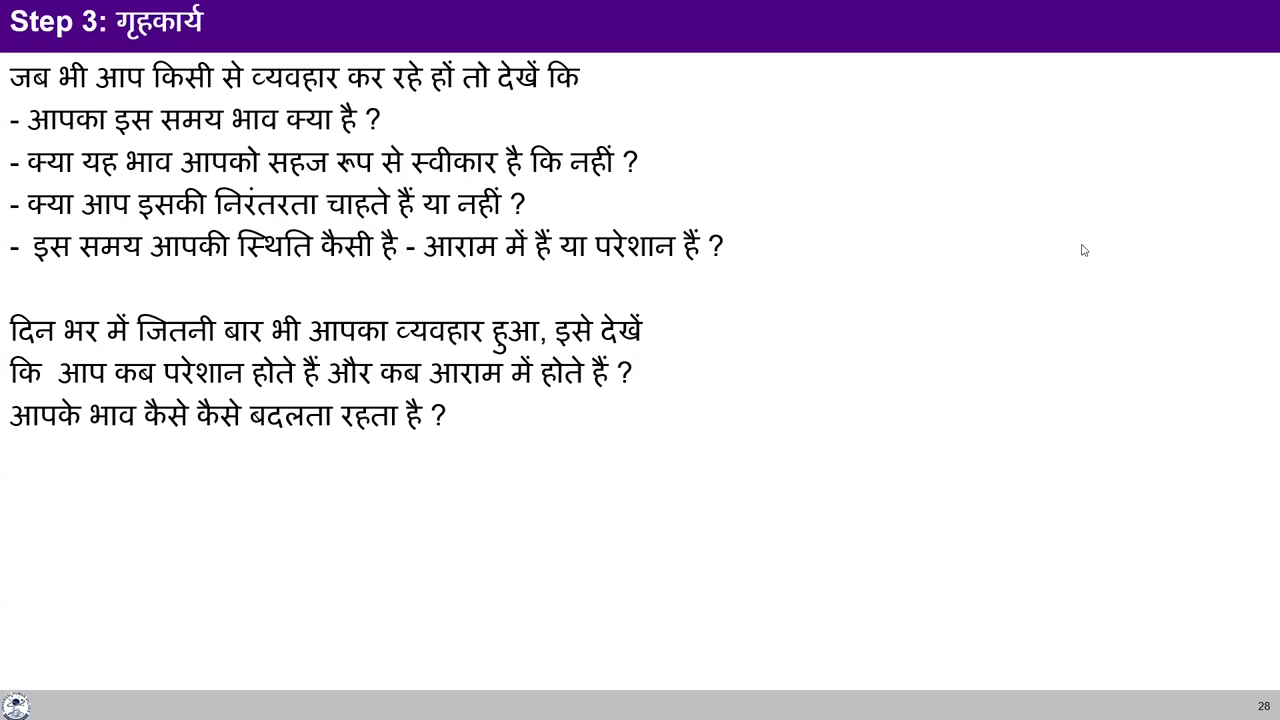 Step 3: गृहकार्य
जब भी आप किसी से व्यवहार कर रहे हों तो देखें कि
- आपका इस समय भाव क्या है ?
- क्या यह भाव आपको सहज रूप से स्वीकार है कि नहीं ?
- क्या आप इसकी निरंतरता चाहते हैं या नहीं ?
- इस समय आपकी स्थिति कैसी है - आराम में हैं या परेशान हैं ?
दिन भर में जितनी बार भी आपका व्यवहार हुआ, इसे देखें
कि आप कब परेशान होते हैं और कब आराम में होते हैं ?
आपके भाव कैसे कैसे बदलता रहता है ?
28